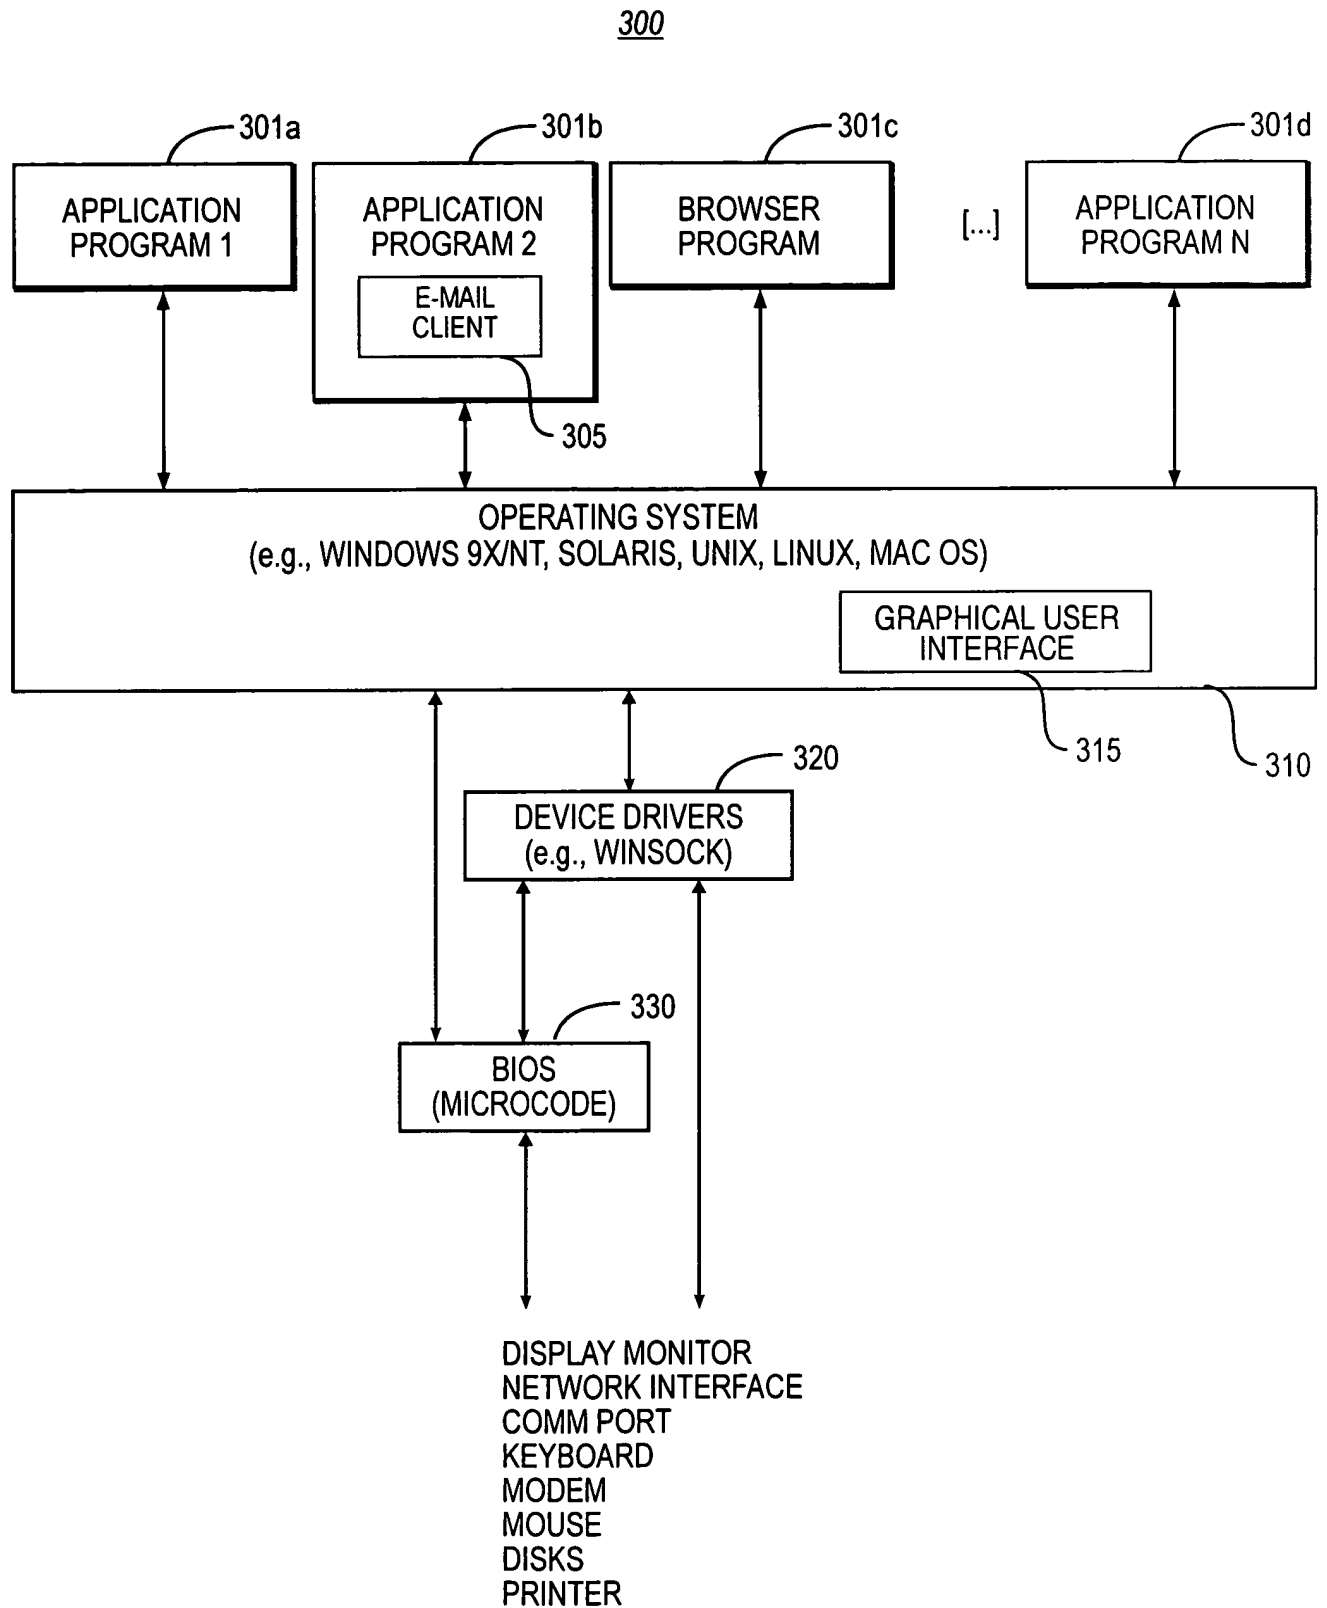 300
301a
301b
301c
301d
APPLICATION
PROGRAM 1
APPLICATION
PROGRAM 2
E-MAIL
CLIENT
BROWSER
PROGRAM
[...]
APPLICATION
PROGRAM N
305
OPERATING SYSTEM
(e.g., WINDOWS 9X/NT, SOLARIS, UNIX, LINUX, MAC OS)
GRAPHICAL USER
INTERFACE
315
310
320
DEVICE DRIVERS
(e.g., WINSOCK)
330
BIOS
(MICROCODE)
DISPLAY MONITOR
NETWORK INTERFACE
COMM PORT
KEYBOARD
MODEM
MOUSE
DISKS
PRINTER